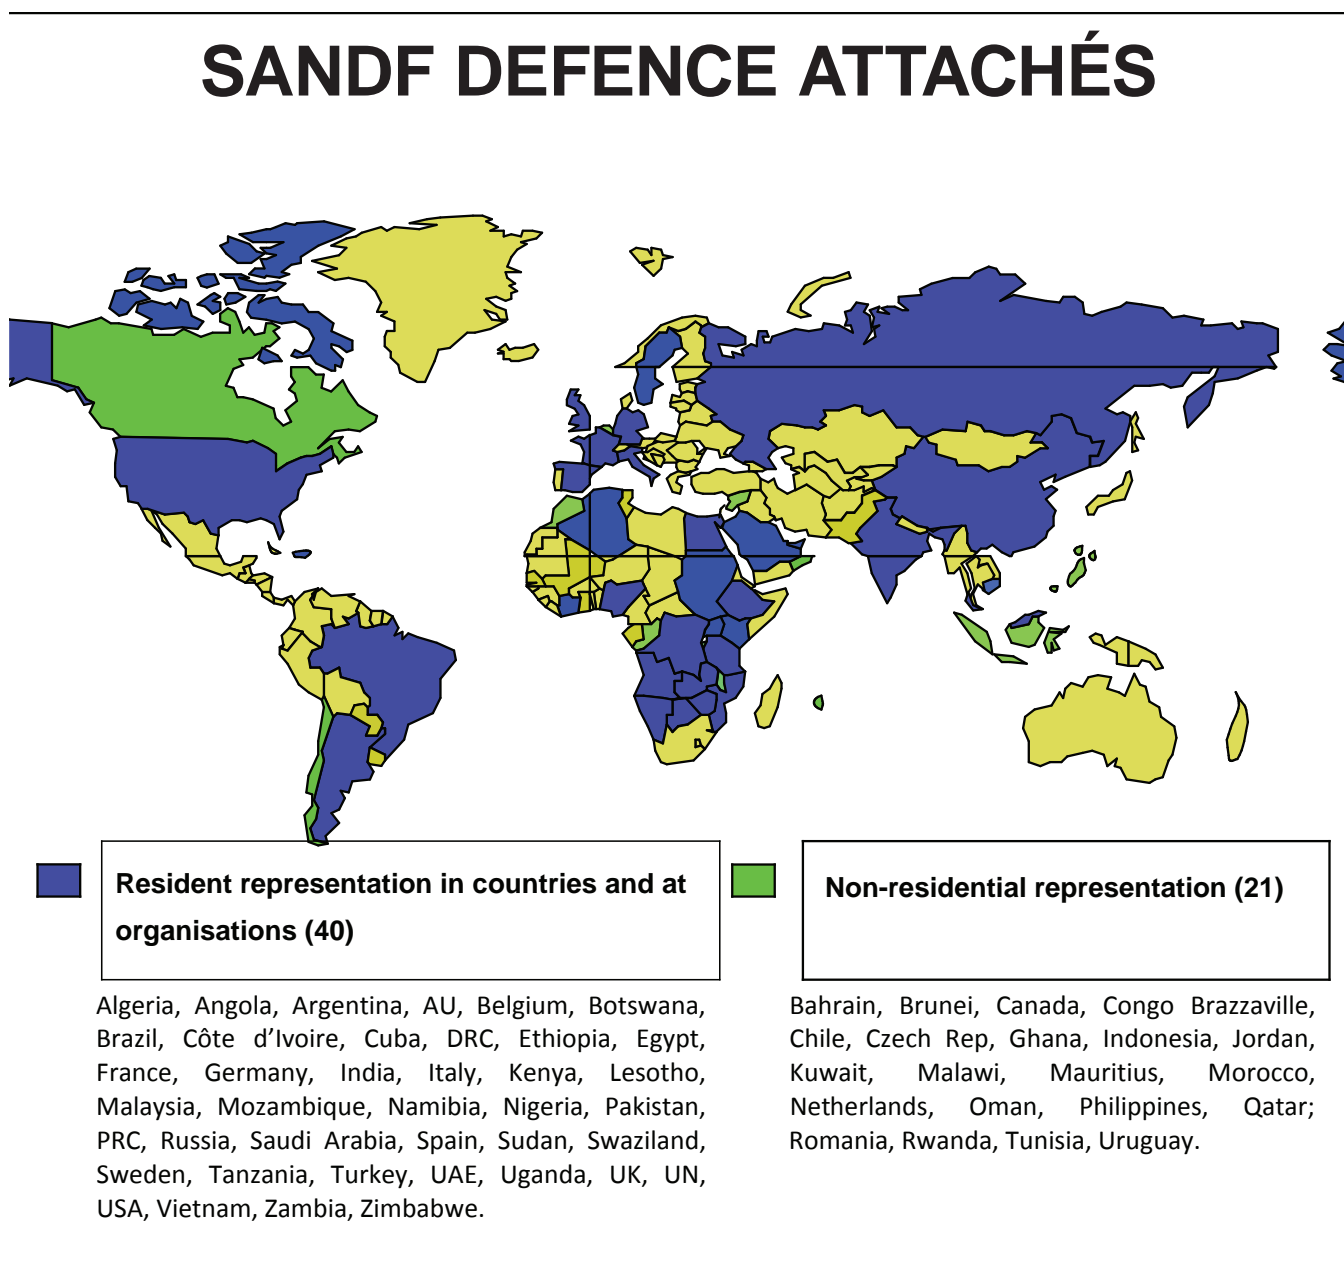 SANDF DEFENCE ATTACHÉS
Resident representation in countries and at
organisations (40)
Non-residential representation (21)
Algeria, Angola, Argentina, AU, Belgium, Botswana,
Brazil, Côte d’Ivoire, Cuba, DRC, Ethiopia, Egypt,
France, Germany, India, Italy, Kenya, Lesotho,
Malaysia, Mozambique, Namibia, Nigeria, Pakistan,
PRC, Russia, Saudi Arabia, Spain, Sudan, Swaziland,
Sweden, Tanzania, Turkey, UAE, Uganda, UK, UN,
USA, Vietnam, Zambia, Zimbabwe.
Bahrain, Brunei, Canada, Congo Brazzaville,
Chile, Czech Rep, Ghana, Indonesia, Jordan,
Kuwait, Malawi, Mauritius, Morocco,
Netherlands, Oman, Philippines, Qatar;
Romania, Rwanda, Tunisia, Uruguay.